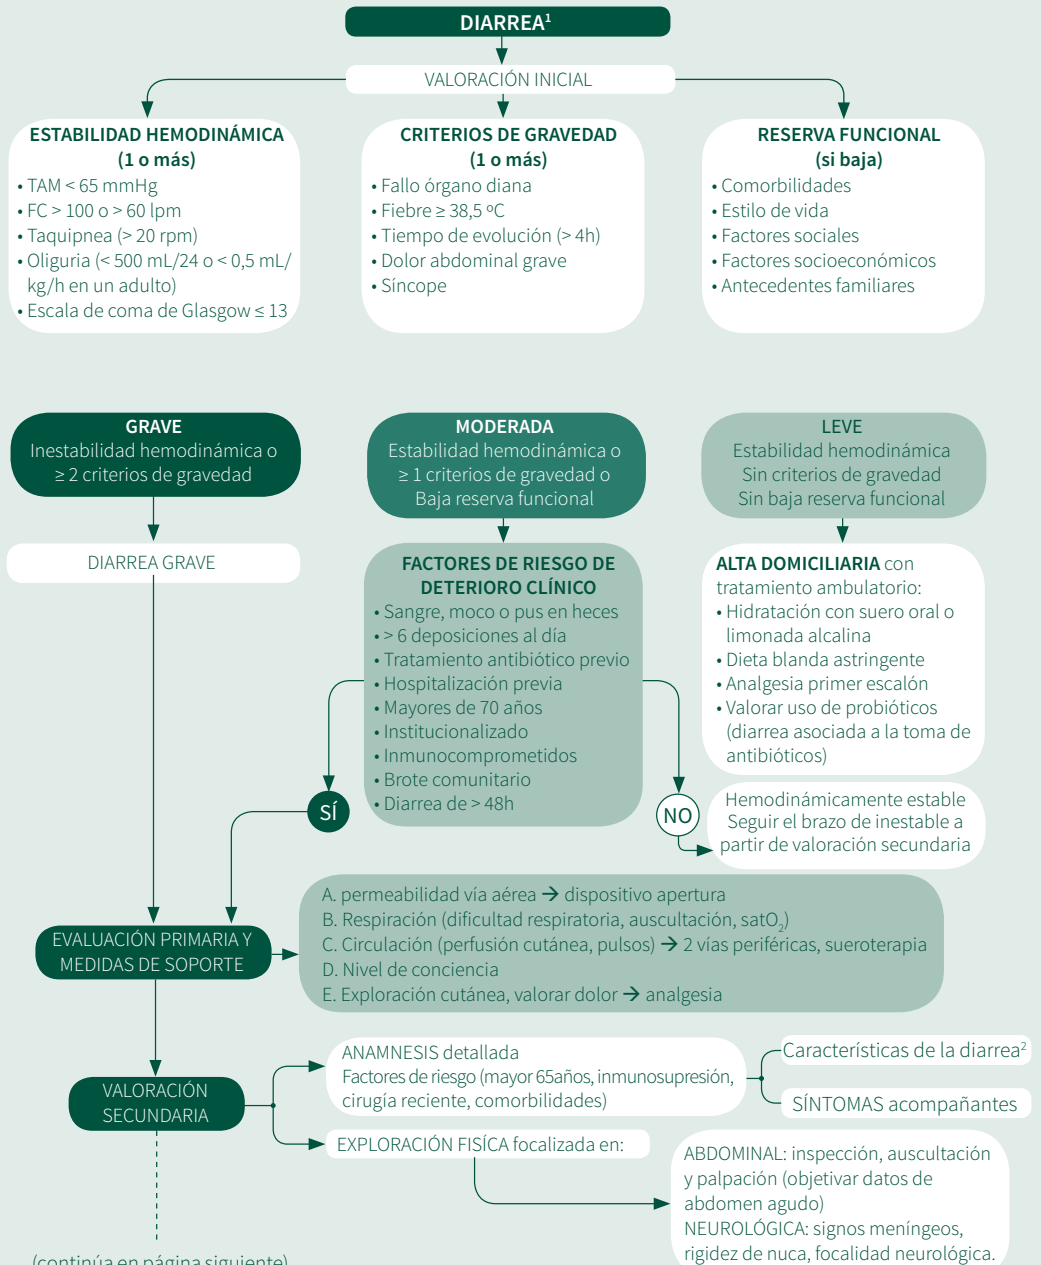 DIARREA¹
VALORACIÓN INICIAL
ESTABILIDAD HEMODINÁMICA
(1 o más)
• TAM < 65 mmHg
• FC > 100 o > 60 lpm
• Taquipnea (> 20 rpm)
• Oliguria (< 500 mL/24 o < 0,5 mL/
kg/h en un adulto)
• Escala de coma de Glasgow ≤ 13
CRITERIOS DE GRAVEDAD
(1 o más)
• Fallo órgano diana
• Fiebre ≥ 38,5 ºC
• Tiempo de evolución (> 4h)
• Dolor abdominal grave
• Síncope
RESERVA FUNCIONAL
(si baja)
• Comorbilidades
• Estilo de vida
• Factores sociales
• Factores socioeconómicos
• Antecedentes familiares
GRAVE
Inestabilidad hemodinámica o
≥ 2 criterios de gravedad
MODERADA
Estabilidad hemodinámica o
≥ 1 criterios de gravedad o
Baja reserva funcional
LEVE
Estabilidad hemodinámica
Sin criterios de gravedad
Sin baja reserva funcional
DIARREA GRAVE
FACTORES DE RIESGO DE
DETERIORO CLÍNICO
• Sangre, moco o pus en heces
• > 6 deposiciones al día
• Tratamiento antibiótico previo
• Hospitalización previa
• Mayores de 70 años
• Institucionalizado
• Inmunocomprometidos
• Brote comunitario
• Diarrea de > 48h
ALTA DOMICILIARIA con
tratamiento ambulatorio:
• Hidratación con suero oral o
limonada alcalina
• Dieta blanda astringente
• Analgesia primer escalón
• Valorar uso de probióticos
(diarrea asociada a la toma de
antibióticos)
SÍ
NO
Hemodinámicamente estable
Seguir el brazo de inestable a
partir de valoración secundaria
EVALUACIÓN PRIMARIA Y
MEDIDAS DE SOPORTE
A. permeabilidad vía aérea → dispositivo apertura
B. Respiración (dificultad respiratoria, auscultación, satO₂)
C. Circulación (perfusión cutánea, pulsos) → 2 vías periféricas, sueroterapia
D. Nivel de conciencia
E. Exploración cutánea, valorar dolor → analgesia
VALORACIÓN
SECUNDARIA
ANAMNESIS detallada
Factores de riesgo (mayor 65años, inmunosupresión,
cirugía reciente, comorbilidades)
Características de la diarrea²
SÍNTOMAS acompañantes
EXPLORACIÓN FISÍCA focalizada en:
ABDOMINAL: inspección, auscultación
y palpación (objetivar datos de
abdomen agudo)
NEUROLÓGICA: signos meníngeos,
rigidez de nuca, focalidad neurológica.
(continúa en página siguiente)